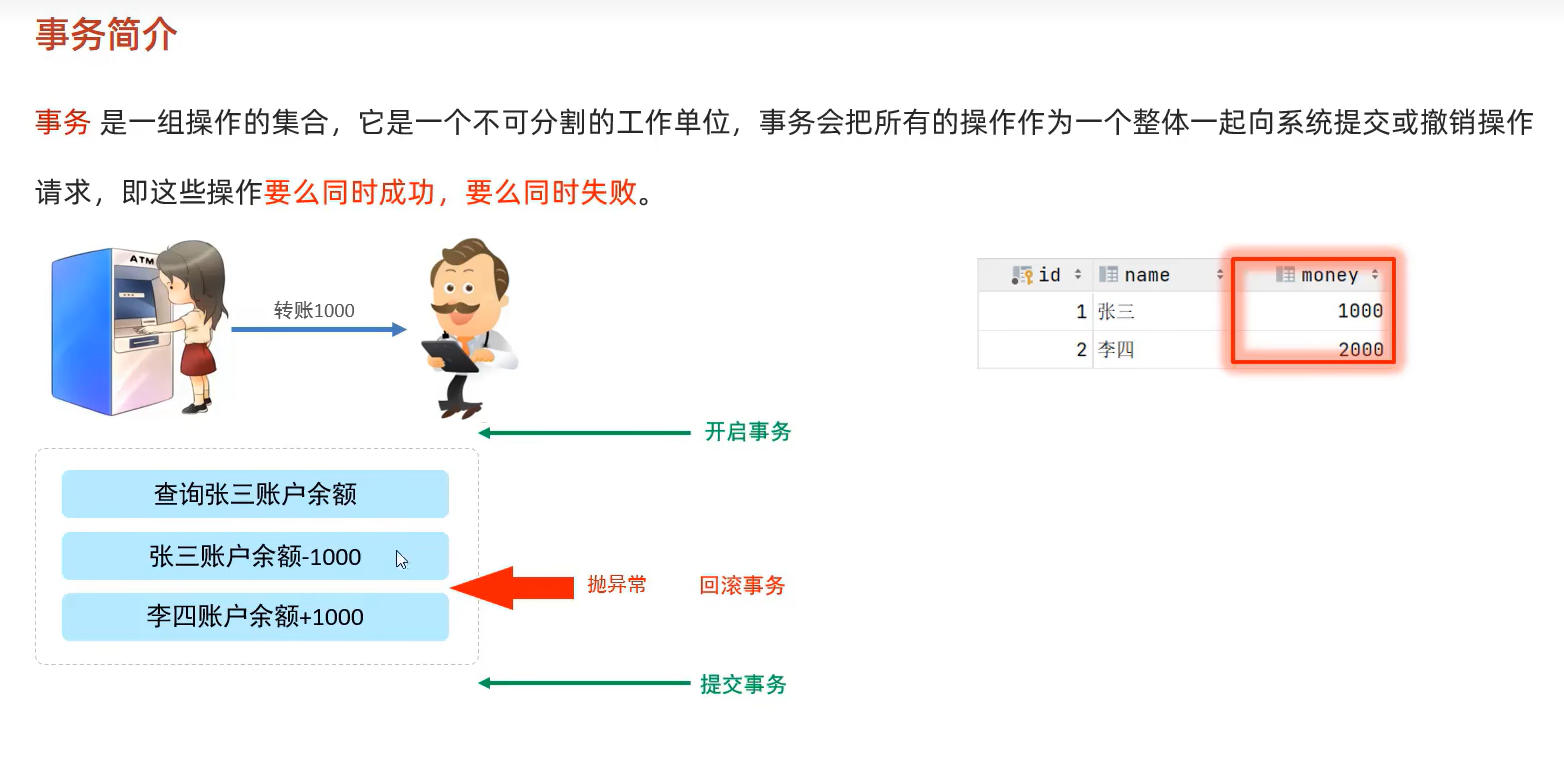 事务简介
事务 是一组操作的集合，它是一个不可分割的工作单位，事务会把所有的操作作为一个整体一起向系统提交或撤销操作
请求，即这些操作要么同时成功，要么同时失败。
ATM
转账1000
id name money
1 张三 1000
2 李四 2000
开启事务
查询张三账户余额
张三账户余额-1000
抛异常 回滚事务
李四账户余额+1000
提交事务